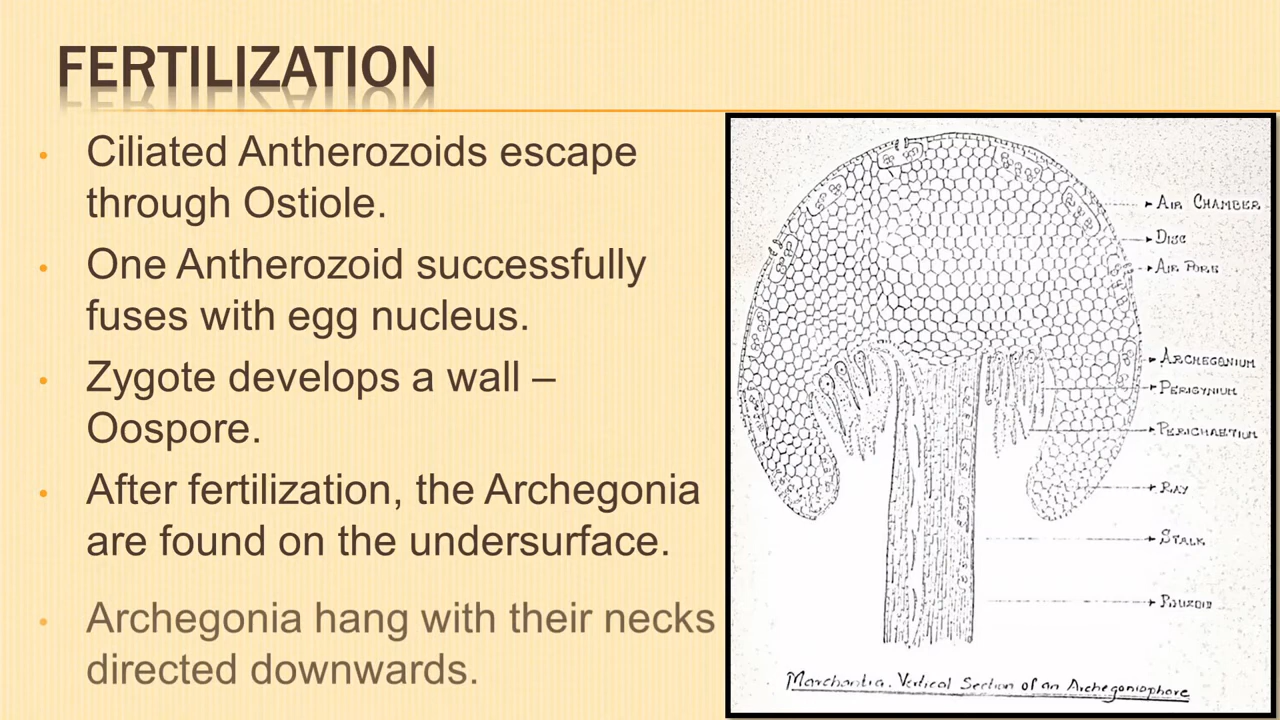 FERTILIZATION
• Ciliated Antherozoids escape
through Ostiole.
• One Antherozoid successfully
fuses with egg nucleus.
• Zygote develops a wall –
Oospore.
• After fertilization, the Archegonia
are found on the undersurface.
• Archegonia hang with their necks
directed downwards.
AIR CHAMBER
DISC
AIR PORE
ARCHEGONIUM
PERIGYNIUM
PERICHAETIUM
RAY
STALK
RHIZOID
Marchantia. Vertical Section of an Archegoniophore